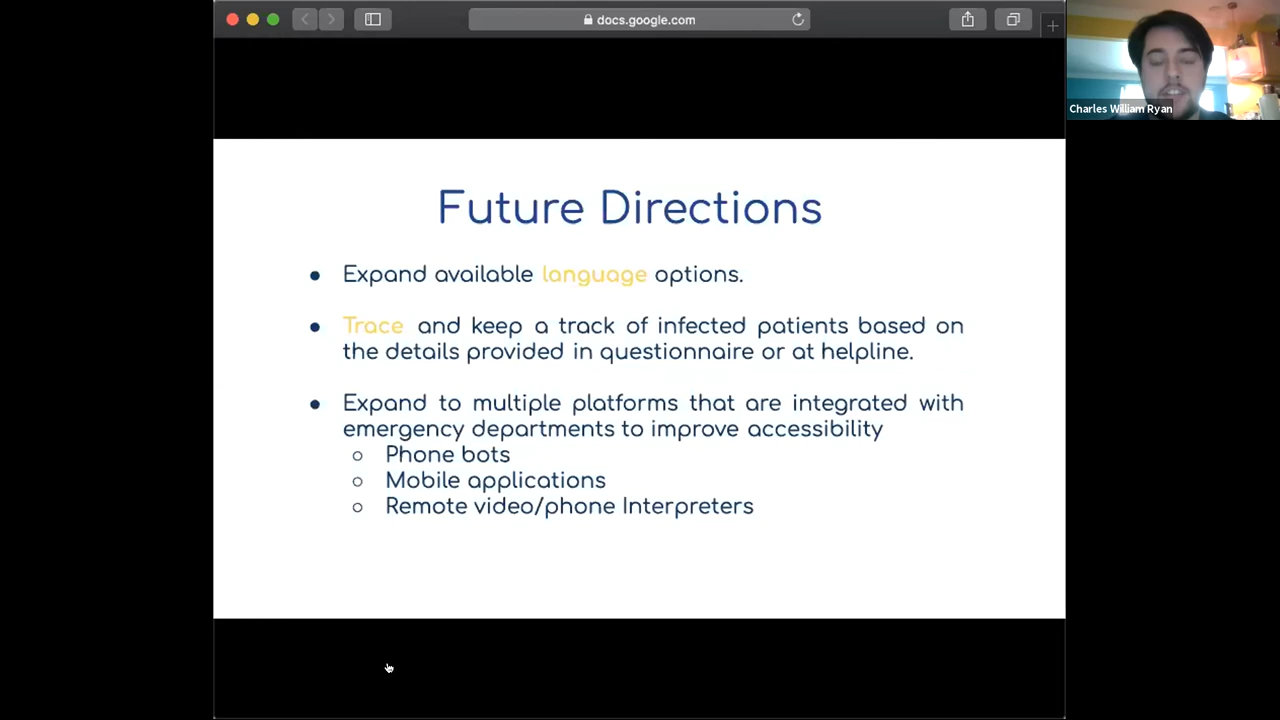 docs.google.com
Charles William Ryan
Future Directions
● Expand available language options.
● Trace and keep a track of infected patients based on
the details provided in questionnaire or at helpline.
● Expand to multiple platforms that are integrated with
emergency departments to improve accessibility
○ Phone bots
○ Mobile applications
○ Remote video/phone Interpreters